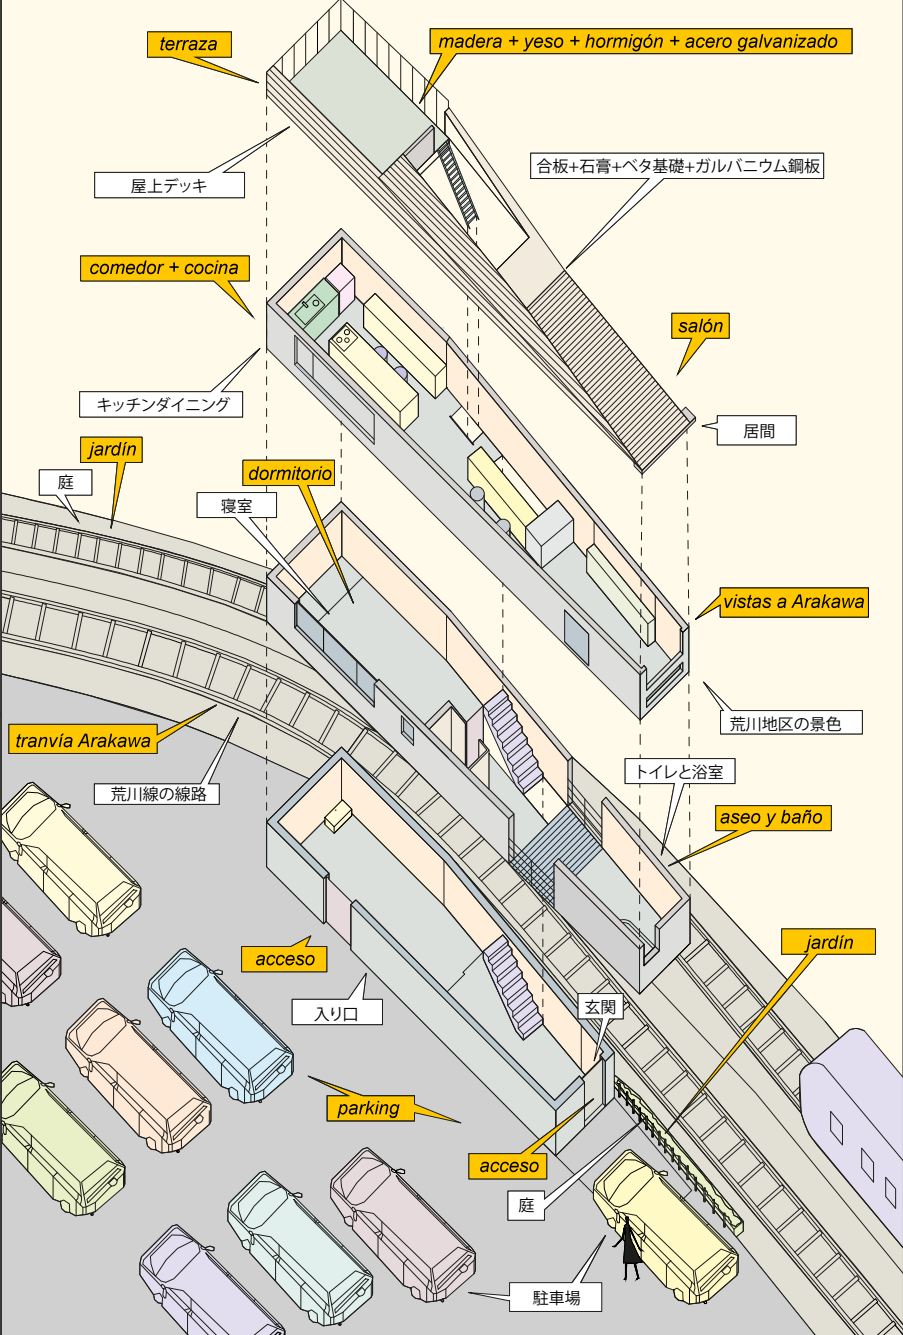 terraza
madera + yeso + hormigón + acero galvanizado
合板+石膏+ベタ基礎+ガルバニウム鋼板
屋上デッキ
comedor + cocina
salón
キッチンダイニング
居間
jardín
庭
dormitorio
寝室
vistas a Arakawa
荒川地区の景色
tranvía Arakawa
荒川線の線路
トイレと浴室
aseo y baño
jardín
acceso
入り口
玄関
parking
acceso
庭
駐車場